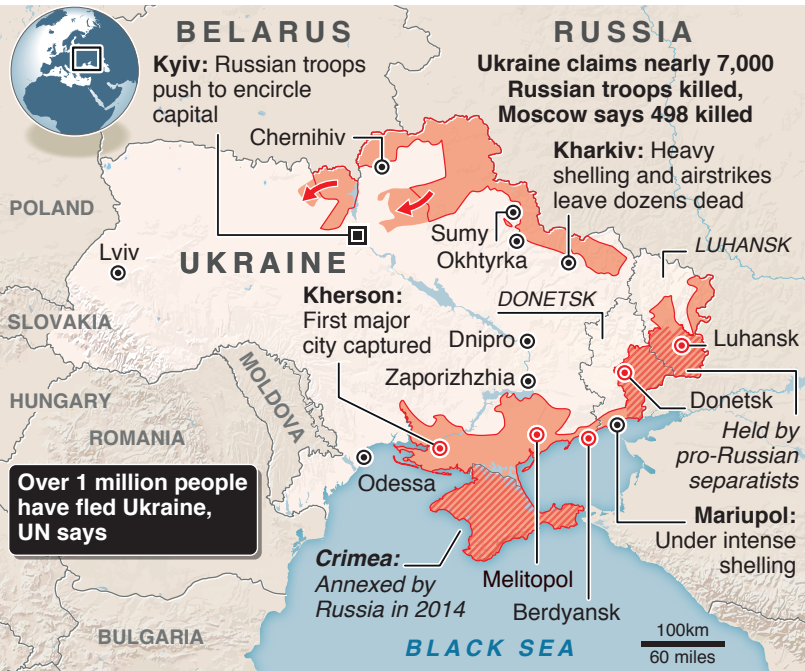 BELARUS
RUSSIA
Kyiv: Russian troops
push to encircle
capital
Ukraine claims nearly 7,000
Russian troops killed,
Moscow says 498 killed
Chernihiv
Kharkiv: Heavy
shelling and airstrikes
leave dozens dead
POLAND
Lviv
UKRAINE
Sumy
Okhtyrka
LUHANSK
Kherson:
First major
city captured
DONETSK
SLOVAKIA
Dnipro
Luhansk
MOLDOVA
Zaporizhzhia
HUNGARY
Donetsk
ROMANIA
Held by
pro-Russian
separatists
Over 1 million people
have fled Ukraine,
UN says
Odessa
Mariupol:
Under intense
shelling
Crimea:
Annexed by
Russia in 2014
Melitopol
Berdyansk
BULGARIA
BLACK SEA
100km
60 miles